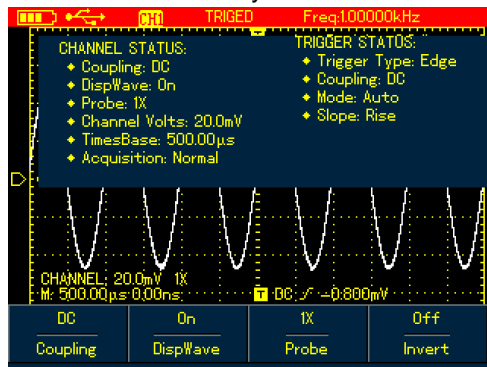 CH1 TRIGED Freq:1.00000kHz
CHANNEL STATUS:
Coupling: DC
DispWave: On
Probe: 1X
Channel Volts: 20.0mV
TimesBase: 500.00µs
Acquisition: Normal
TRIGGER STATUS:
Trigger Type: Edge
Coupling: DC
Mode: Auto
Slope: Rise
CHANNEL: 20.0mV 1X
M: 500.00µs 0.00ns T DC: -0.800mV
DC On 1X Off
Coupling DispWave Probe Invert